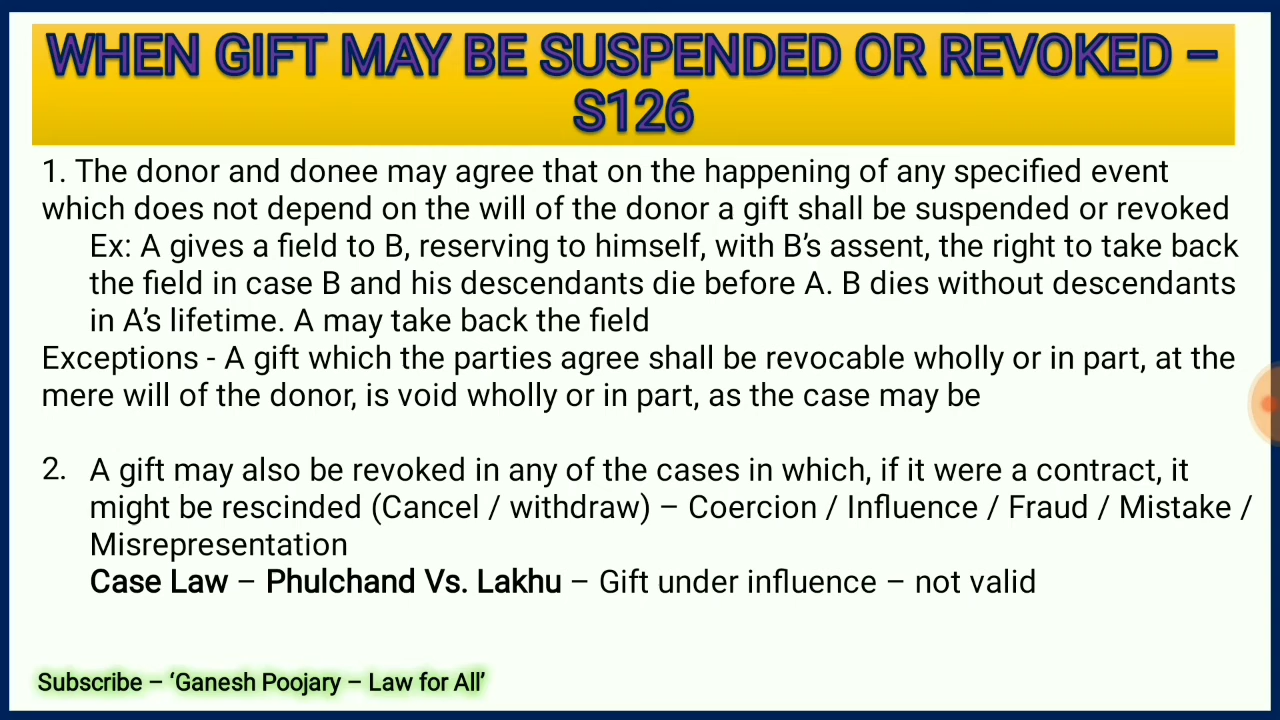 WHEN GIFT MAY BE SUSPENDED OR REVOKED –
S126
1. The donor and donee may agree that on the happening of any specified event
which does not depend on the will of the donor a gift shall be suspended or revoked
Ex: A gives a field to B, reserving to himself, with B’s assent, the right to take back
the field in case B and his descendants die before A. B dies without descendants
in A’s lifetime. A may take back the field
Exceptions - A gift which the parties agree shall be revocable wholly or in part, at the
mere will of the donor, is void wholly or in part, as the case may be
2. A gift may also be revoked in any of the cases in which, if it were a contract, it
might be rescinded (Cancel / withdraw) – Coercion / Influence / Fraud / Mistake /
Misrepresentation
Case Law – Phulchand Vs. Lakhu – Gift under influence – not valid
Subscribe – ‘Ganesh Poojary – Law for All’